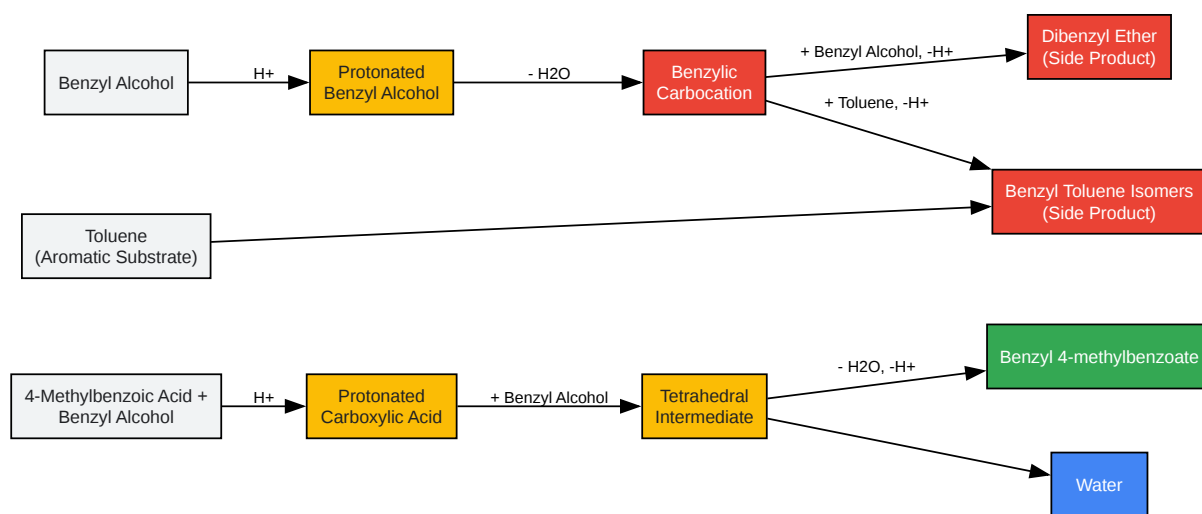 Benzyl Alcohol
H+
Protonated
Benzyl Alcohol
- H2O
Benzylic
Carbocation
+ Benzyl Alcohol, -H+
Dibenzyl Ether
(Side Product)
+ Toluene, -H+
Benzyl Toluene Isomers
(Side Product)
Toluene
(Aromatic Substrate)
4-Methylbenzoic Acid +
Benzyl Alcohol
H+
Protonated
Carboxylic Acid
+ Benzyl Alcohol
Tetrahedral
Intermediate
- H2O, -H+
Benzyl 4-methylbenzoate
Water